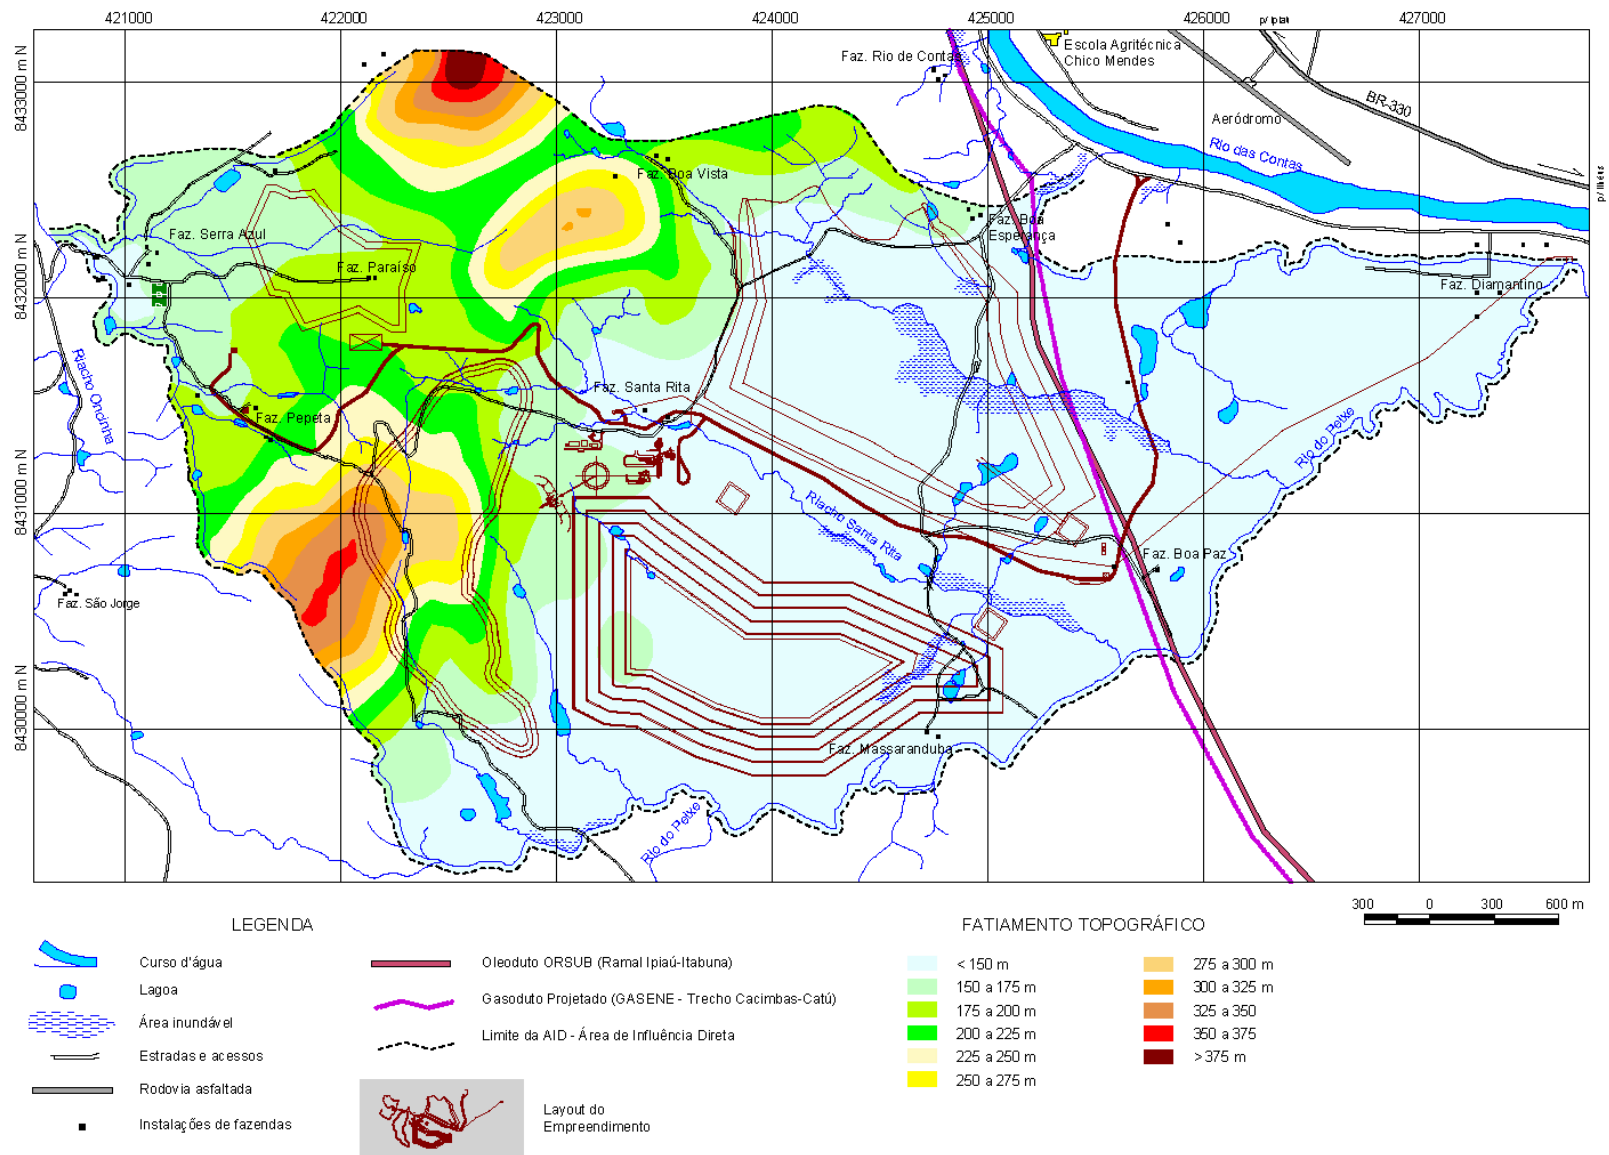 421000
422000
423000
424000
425000
426000
427000
p/ Ipiaú
8433000 m N
8432000 m N
8431000 m N
8430000 m N
Faz. Rio de Contas
Escola Agritécnica
Chico Mendes
BR-330
Aeródromo
Rio das Contas
p/ Ilhéus
Faz. Boa Vista
Faz. Serra Azul
Faz. Boa
Esperança
Faz. Paraíso
Faz. Diamantino
Riacho Oncinha
Faz. Santa Rita
Faz. Pepeta
Rio do Peixe
Riacho Santa Rita
Faz. Boa Paz
Faz. São Jorge
Faz. Massaranduba
Rio do Peixe
300 0 300 600 m
LEGENDA
Curso d'água
Lagoa
Área inundável
Estradas e acessos
Rodovia asfaltada
Instalações de fazendas
Oleoduto ORSUB (Ramal Ipiaú-Itabuna)
Gasoduto Projetado (GASENE - Trecho Cacimbas-Catú)
Limite da AID - Área de Influência Direta
Layout do
Empreendimento
FATIAMENTO TOPOGRÁFICO
< 150 m
150 a 175 m
175 a 200 m
200 a 225 m
225 a 250 m
250 a 275 m
275 a 300 m
300 a 325 m
325 a 350
350 a 375
> 375 m